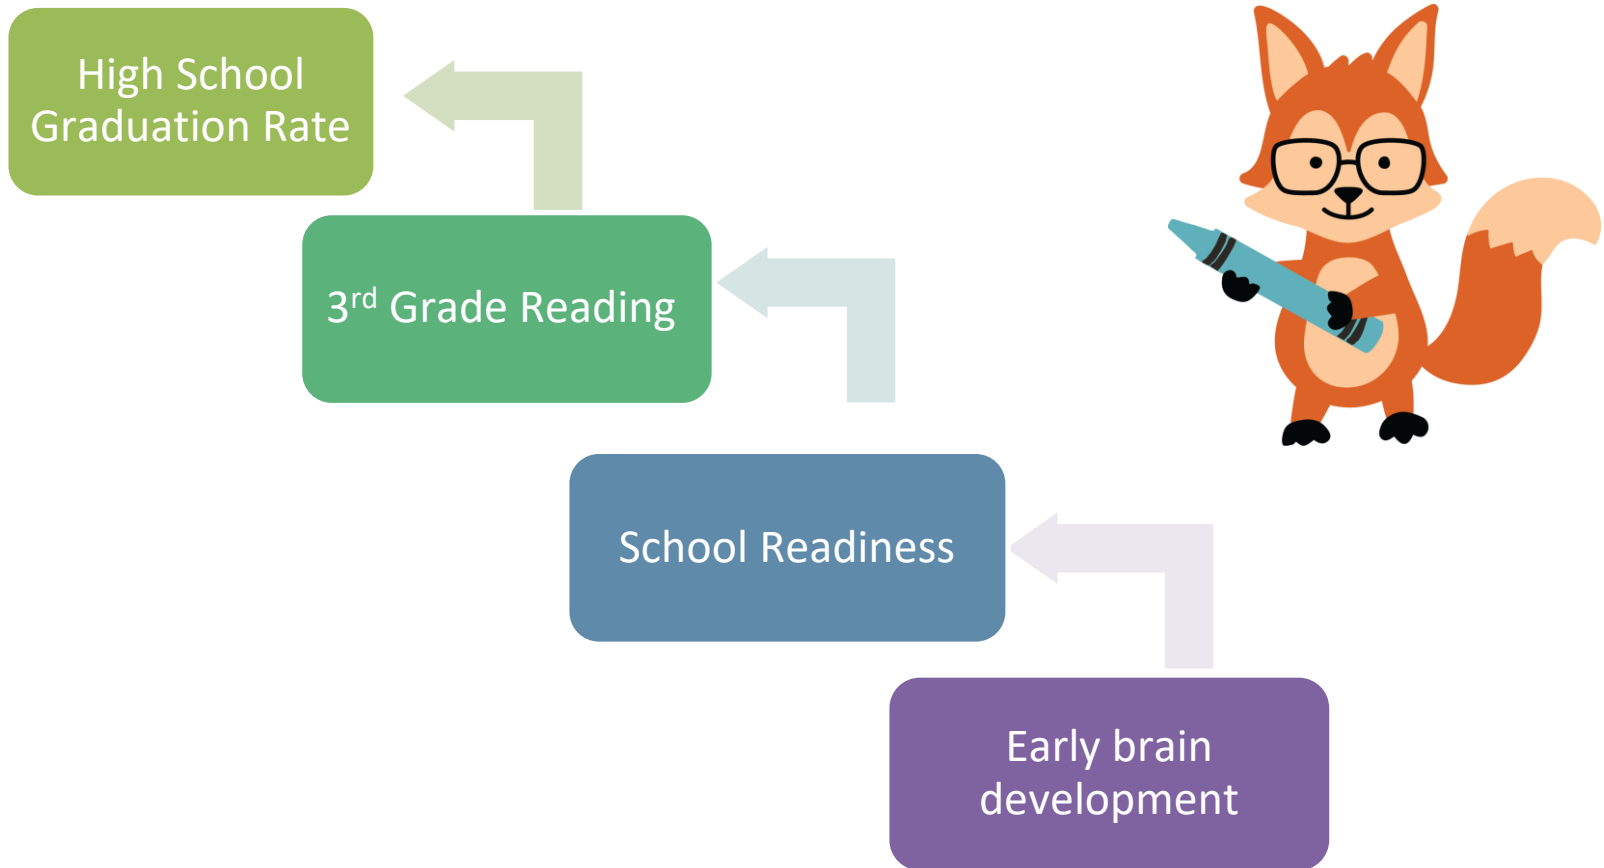 High School
Graduation Rate
3rd Grade Reading
School Readiness
Early brain
development